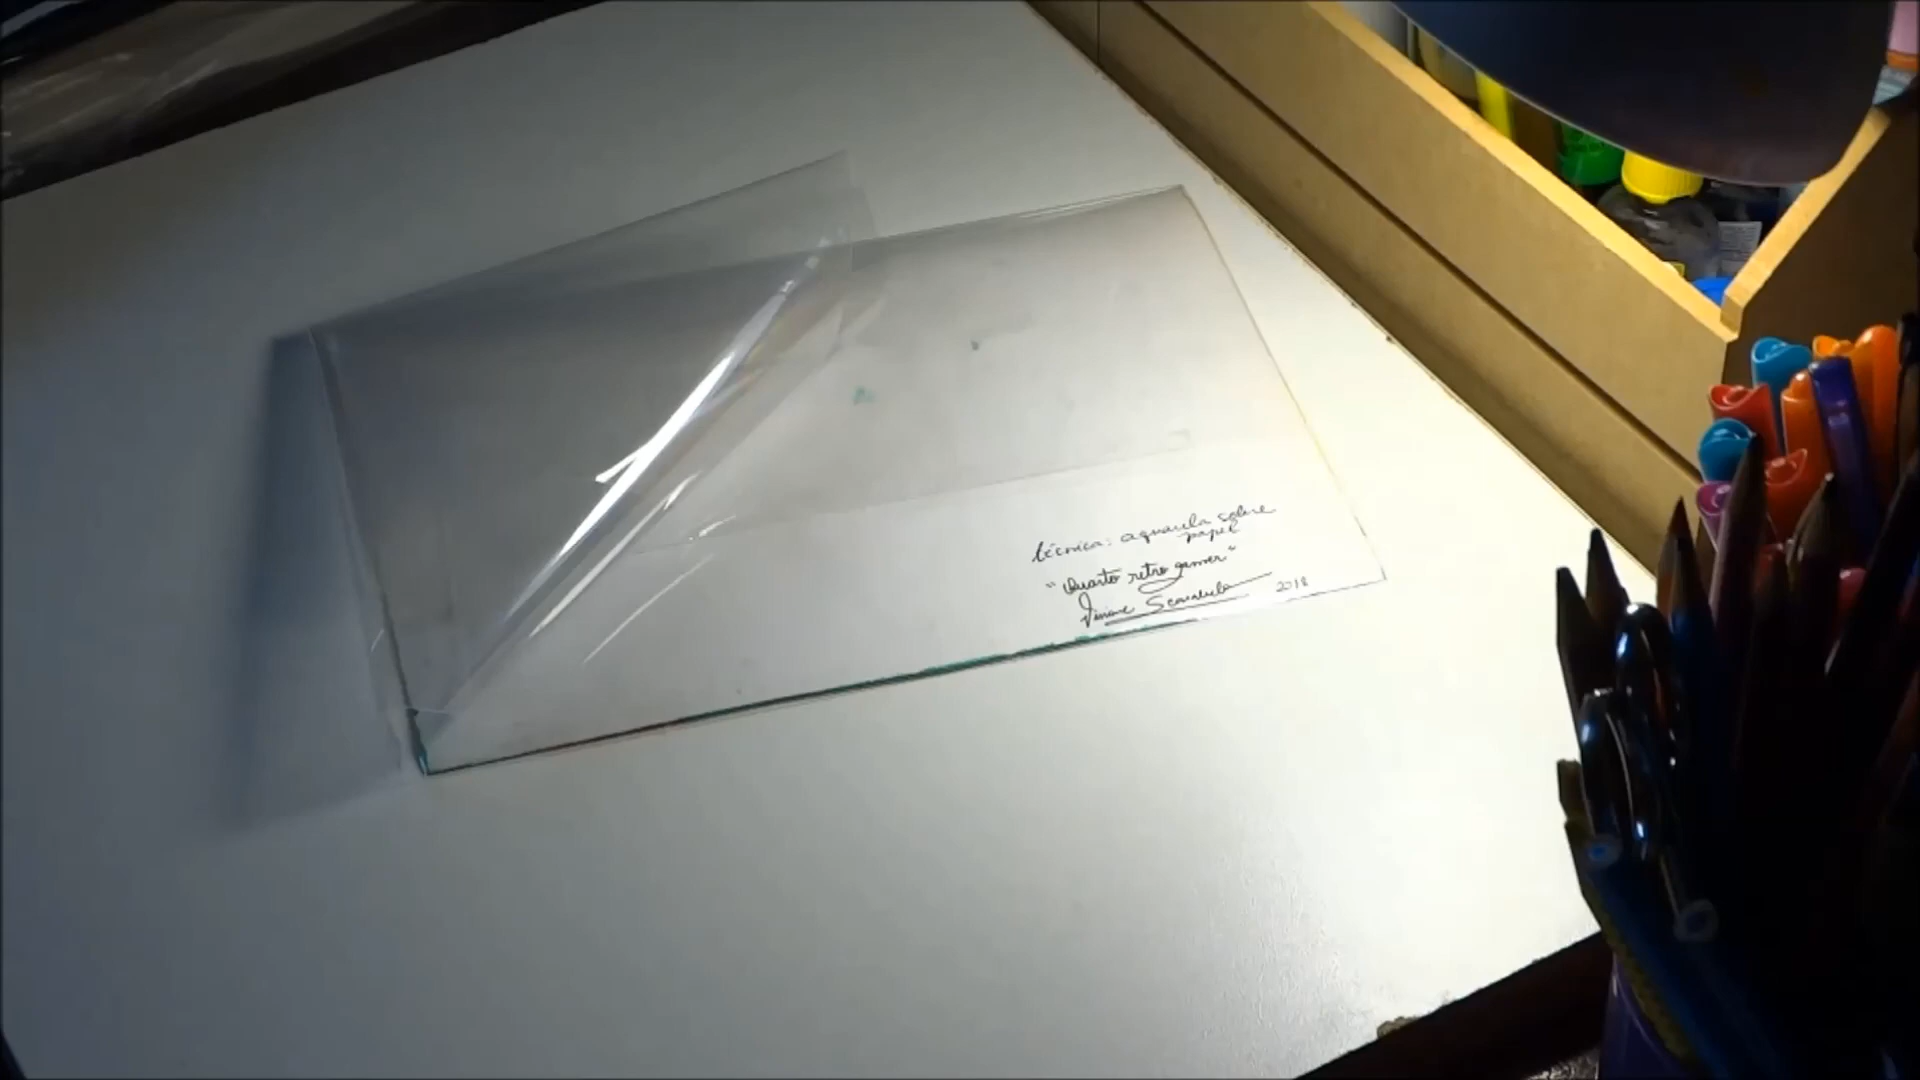 técnica: aquarela sobre
papel
"Quarto retrô gamer"
2018